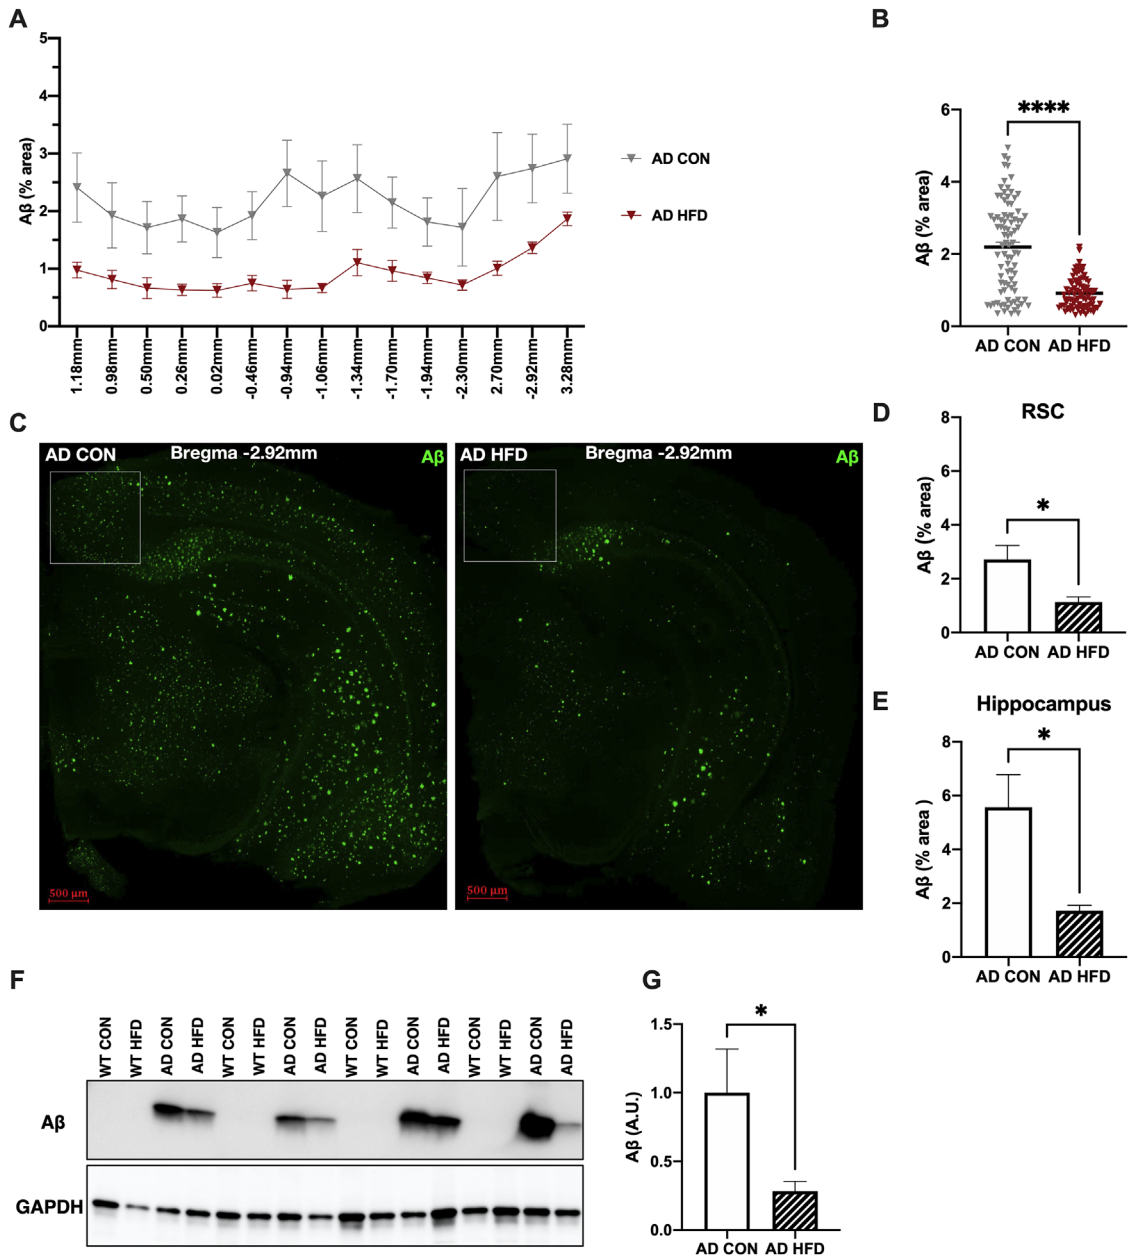 A
5
4
3
2
1
0
Aβ (% area)
1.18mm
0.98mm
0.50mm
0.26mm
0.02mm
-0.46mm
-0.94mm
-1.06mm
-1.34mm
-1.70mm
-1.94mm
-2.30mm
2.70mm
-2.92mm
3.28mm
AD CON
AD HFD
B
6
4
2
0
Aβ (% area)
****
AD CON AD HFD
C
AD CON Bregma -2.92mm Aβ
500 µm
AD HFD Bregma -2.92mm Aβ
500 µm
D
RSC
8
6
4
2
0
Aβ (% area)
*
AD CON AD HFD
E
Hippocampus
8
6
4
2
0
Aβ (% area )
*
AD CON AD HFD
F
WT CON
WT HFD
AD CON
AD HFD
WT CON
WT HFD
AD CON
AD HFD
WT CON
WT HFD
AD CON
AD HFD
WT CON
WT HFD
AD CON
AD HFD
Aβ
GAPDH
G
1.5
1.0
0.5
0.0
Aβ (A.U.)
*
AD CON AD HFD